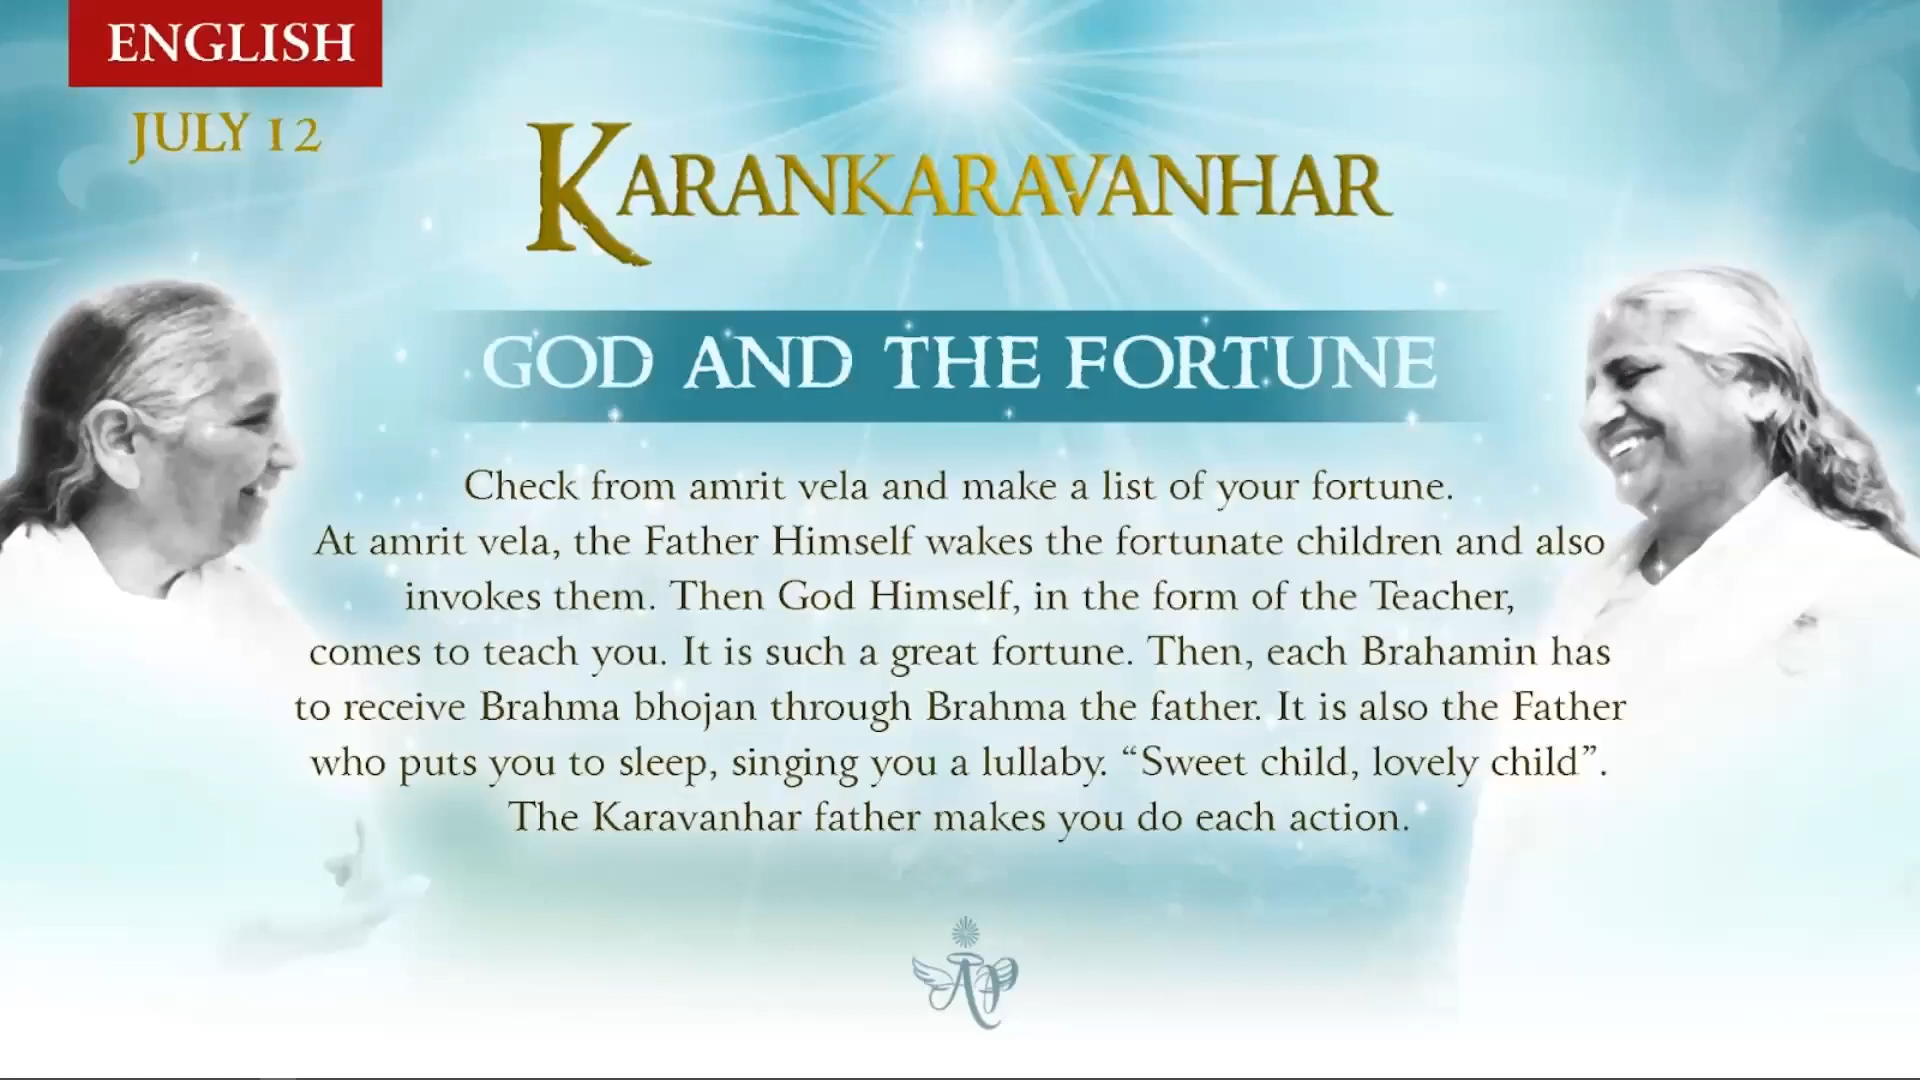 ENGLISH
JULY 12
KARANKARAVANHAR
GOD AND THE FORTUNE
Check from amrit vela and make a list of your fortune.
At amrit vela, the Father Himself wakes the fortunate children and also
invokes them. Then God Himself, in the form of the Teacher,
comes to teach you. It is such a great fortune. Then, each Brahamin has
to receive Brahma bhojan through Brahma the father. It is also the Father
who puts you to sleep, singing you a lullaby. “Sweet child, lovely child”.
The Karavanhar father makes you do each action.